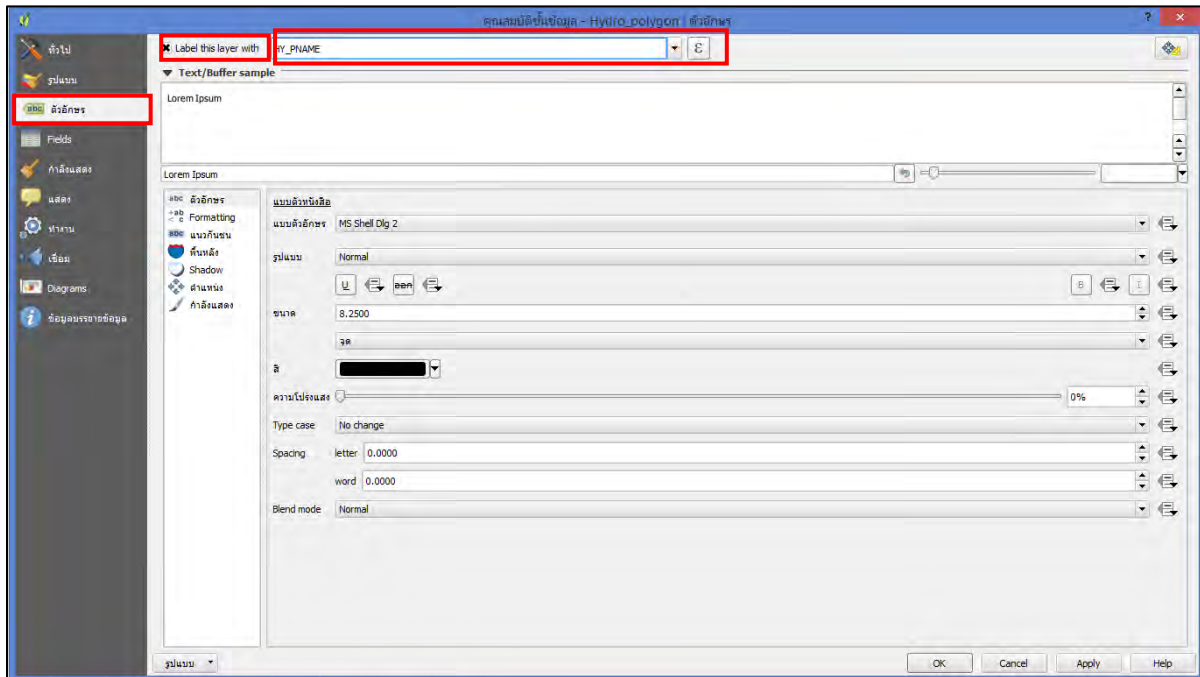 คุณสมบัติชั้นข้อมูล - Hydro_polygon | ตัวอักษร
ทั่วไป
รูปแบบ
ตัวอักษร
Fields
กำลังแสดง
แสดง
ทำงาน
เชื่อม
Diagrams
ข้อมูลบรรยายข้อมูล
Label this layer with
HY_PNAME
ε
Text/Buffer sample
Lorem Ipsum
Lorem Ipsum
ตัวอักษร
Formatting
แนวกันชน
พื้นหลัง
Shadow
ตำแหน่ง
กำลังแสดง
แบบตัวหนังสือ
แบบตัวอักษร MS Shell Dlg 2
รูปแบบ Normal
U
B I
ขนาด 8.2500
จุด
สี
ความโปร่งแสง 0%
Type case No change
Spacing letter 0.0000
word 0.0000
Blend mode Normal
รูปแบบ
OK Cancel Apply Help